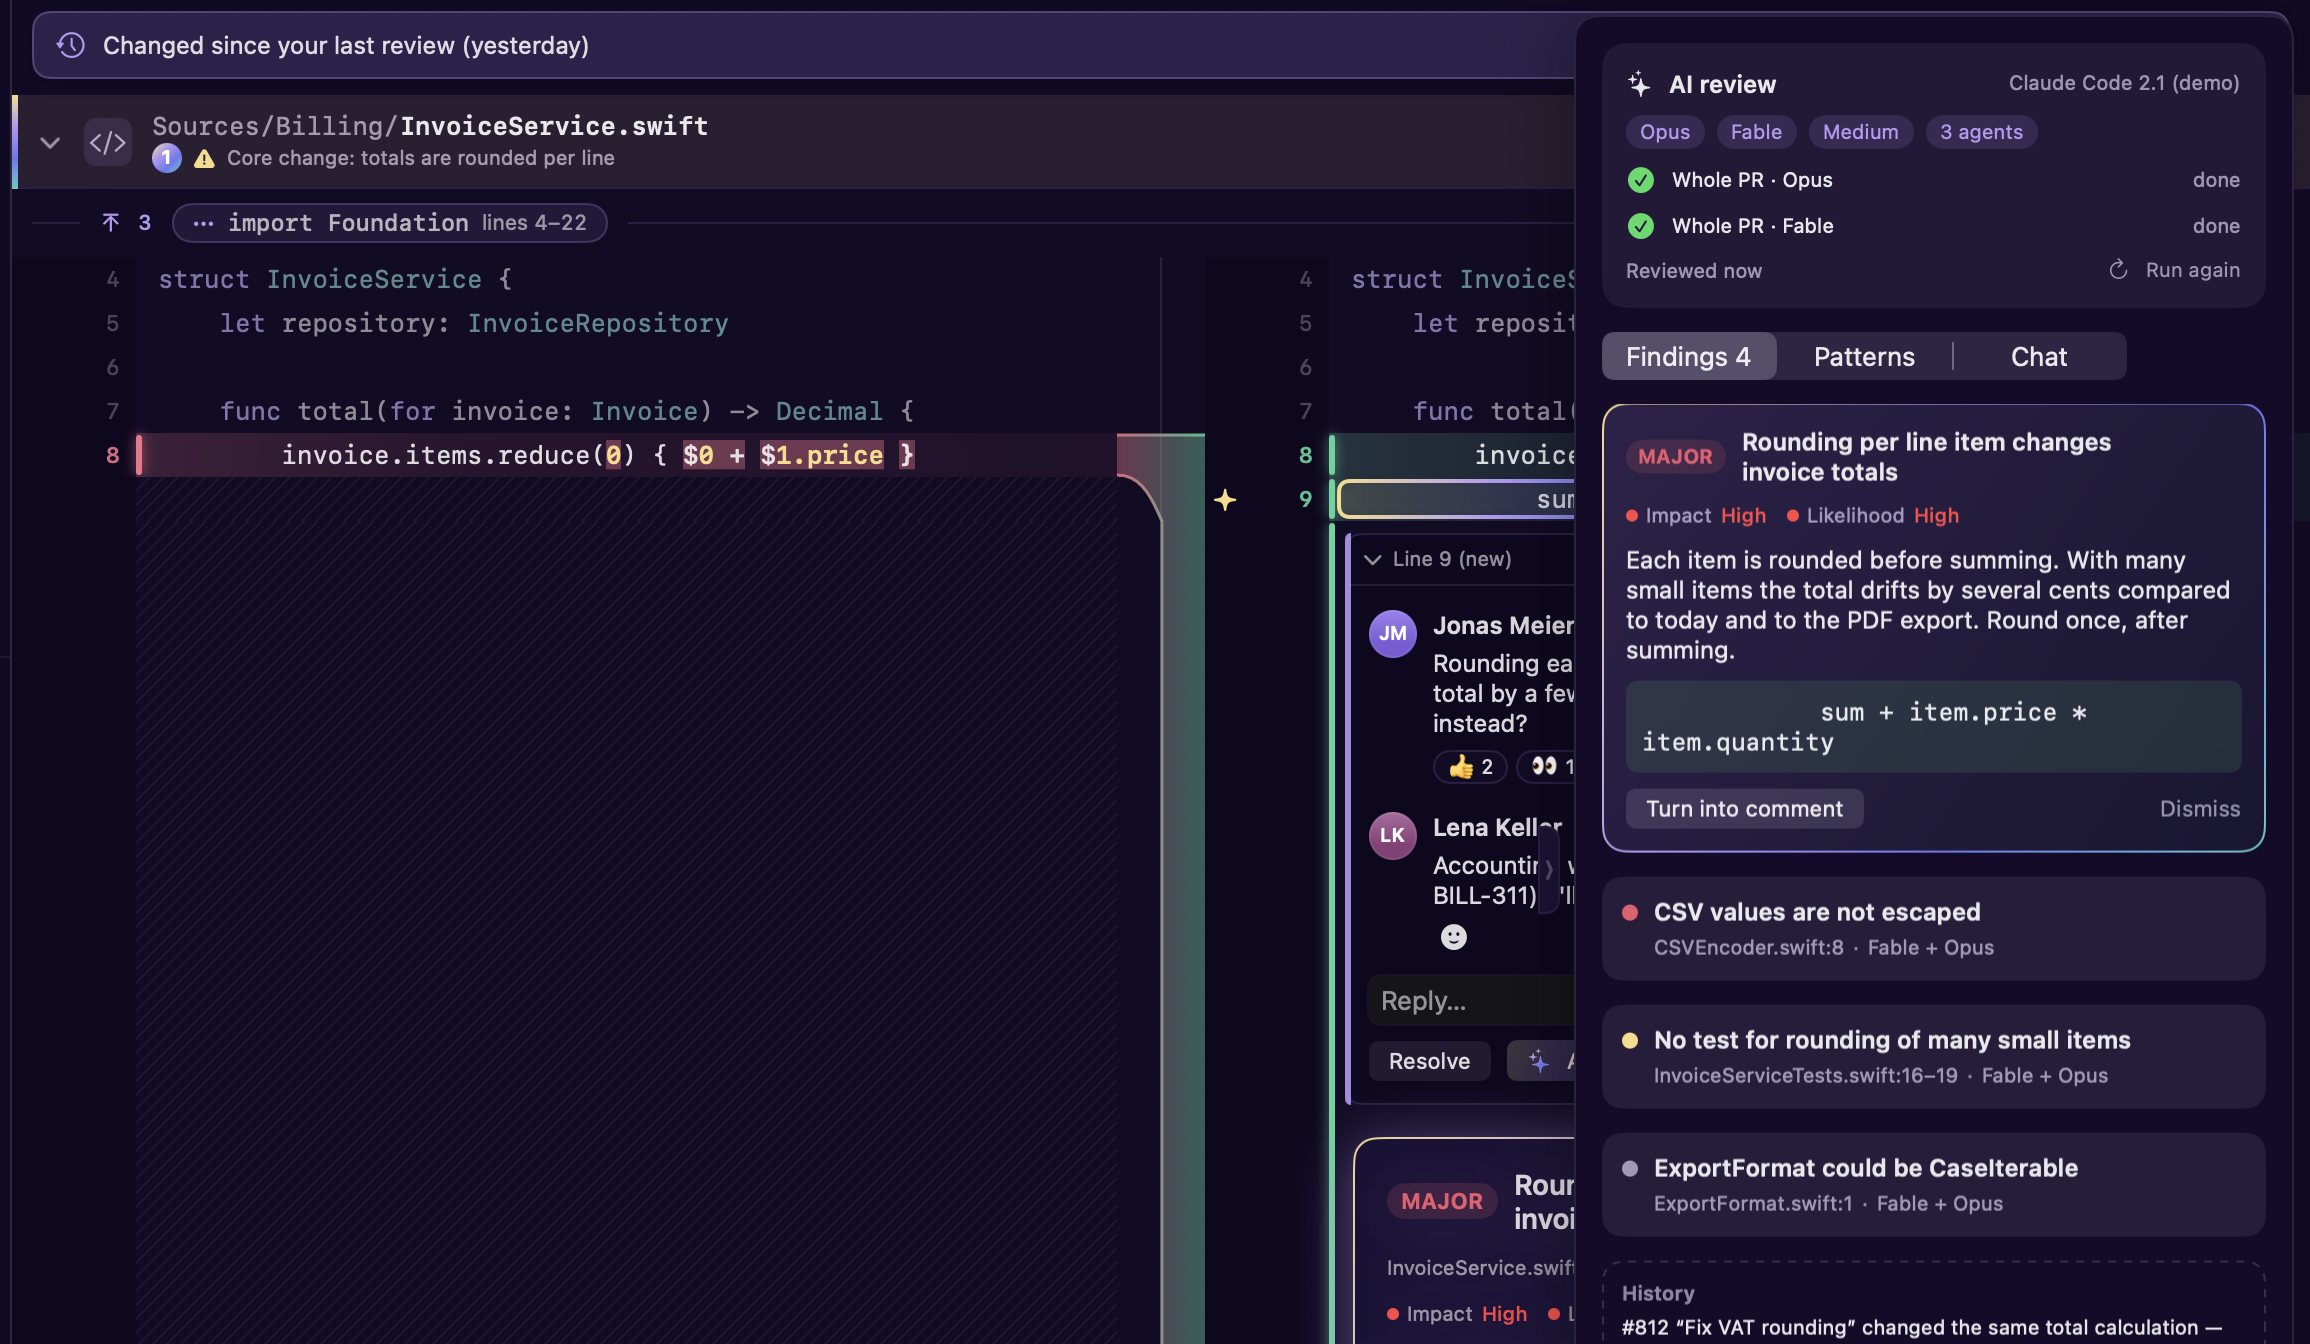 Changed since your last review (yesterday)
Sources/Billing/InvoiceService.swift
1 Core change: totals are rounded per line
3 ··· import Foundation lines 4–22
4 struct InvoiceService {
5 let repository: InvoiceRepository
6
7 func total(for invoice: Invoice) -> Decimal {
8 invoice.items.reduce(0) { $0 + $1.price }
4 struct InvoiceS
5 let reposit
6
7 func total(
8 invoice
9 sum
Line 9 (new)
JM Jonas Meier
Rounding ea
total by a few
instead?
👍 2 👀 1
LK Lena Keller
Accountin
BILL-311)
Reply...
Resolve
MAJOR
Roun
invoi
InvoiceService.swift
Impact High
AI review
Claude Code 2.1 (demo)
Opus Fable Medium 3 agents
Whole PR · Opus done
Whole PR · Fable done
Reviewed now Run again
Findings 4 Patterns Chat
MAJOR Rounding per line item changes
invoice totals
Impact High Likelihood High
Each item is rounded before summing. With many
small items the total drifts by several cents compared
to today and to the PDF export. Round once, after
summing.
sum + item.price *
item.quantity
Turn into comment Dismiss
CSV values are not escaped
CSVEncoder.swift:8 · Fable + Opus
No test for rounding of many small items
InvoiceServiceTests.swift:16–19 · Fable + Opus
ExportFormat could be CaseIterable
ExportFormat.swift:1 · Fable + Opus
History
#812 “Fix VAT rounding” changed the same total calculation —